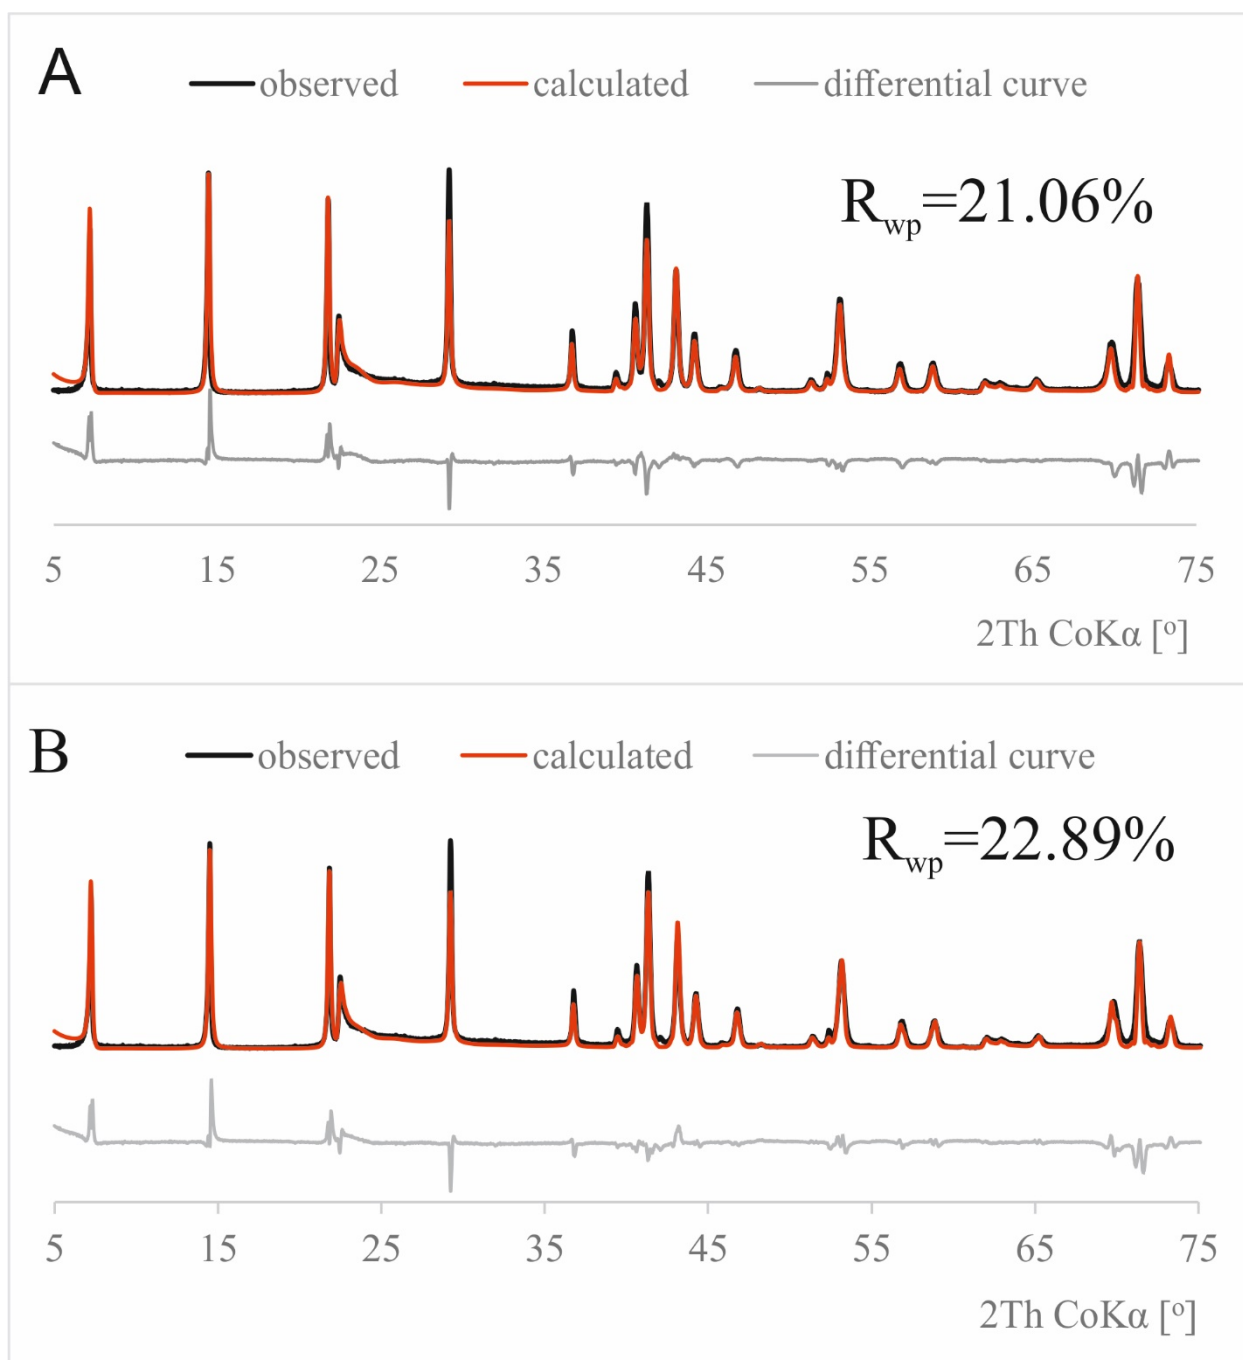 A
observed calculated differential curve
Rwp=21.06%
5 15 25 35 45 55 65 75
2Th CoKα [º]
B
observed calculated differential curve
Rwp=22.89%
5 15 25 35 45 55 65 75
2Th CoKα [º]